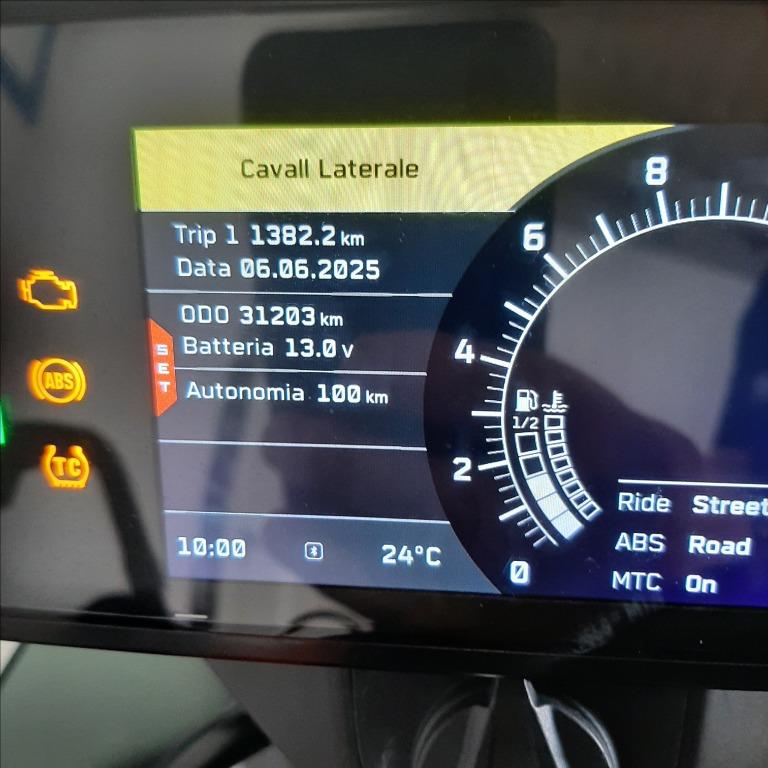 Cavall Laterale
8
Trip 1 1382.2 km
6
Data 06.06.2025
ODO 31203 km
Batteria 13.0 V
4
SET
ABS
Autonomia 100 km
1/2
TC
2
Ride Street
ABS Road
10:00 24°C
0
MTC On